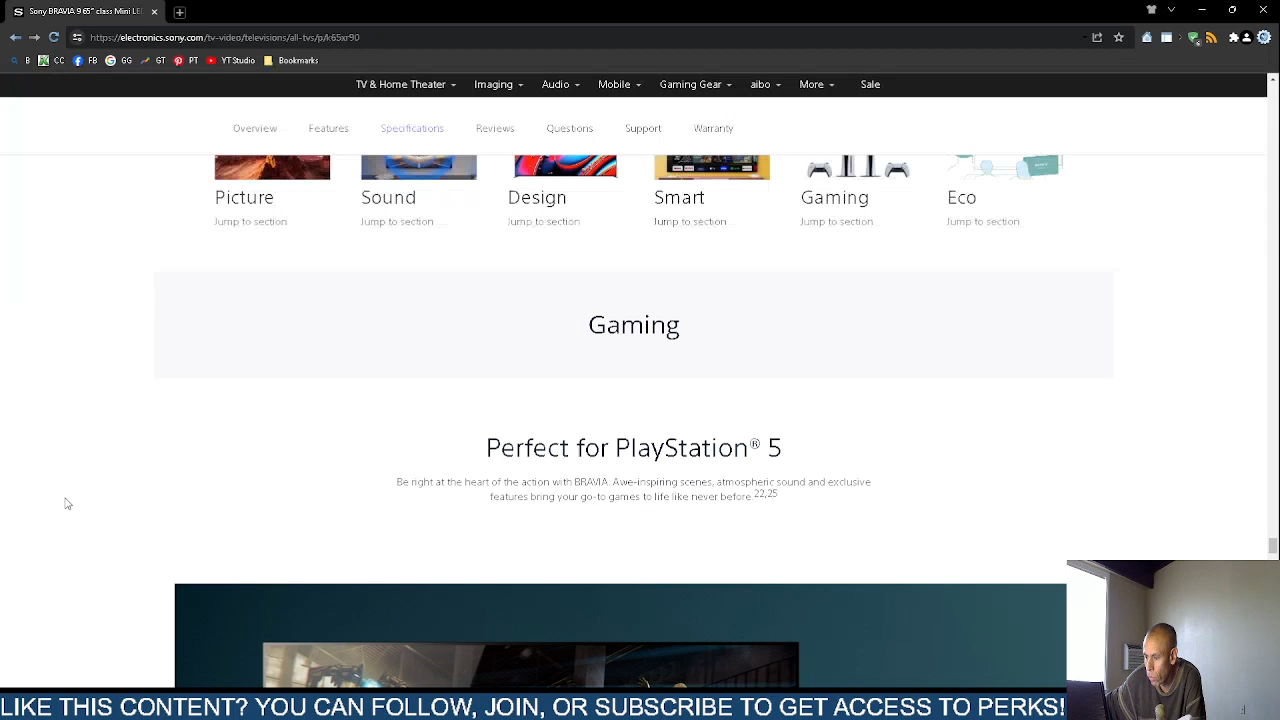 Sony BRAVIA 9 65" class Mini LED
https://electronics.sony.com/tv-video/televisions/all-tvs/p/k65xr90
B CC FB GG GT PT YT Studio Bookmarks
TV & Home Theater Imaging Audio Mobile Gaming Gear aibo More Sale
Overview Features Specifications Reviews Questions Support Warranty
Picture Sound Design Smart Gaming Eco
Jump to section Jump to section Jump to section Jump to section Jump to section Jump to section
Gaming
Perfect for PlayStation® 5
Be right at the heart of the action with BRAVIA. Awe-inspiring scenes, atmospheric sound and exclusive
features bring your go-to games to life like never before.22,25
LIKE THIS CONTENT? YOU CAN FOLLOW, JOIN, OR SUBSCRIBE TO GET ACCESS TO PERKS!